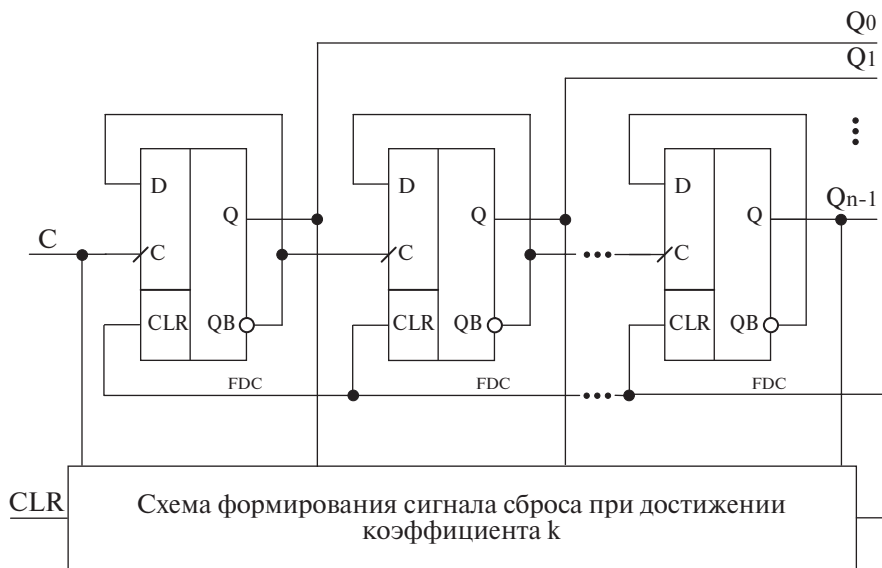 Q0
Q1
D
Q
C
CLR
QB
FDC
D
Q
C
CLR
QB
FDC
D
Q
C
CLR
QB
FDC
Qn-1
C
CLR
Схема формирования сигнала сброса при достижении
коэффициента k